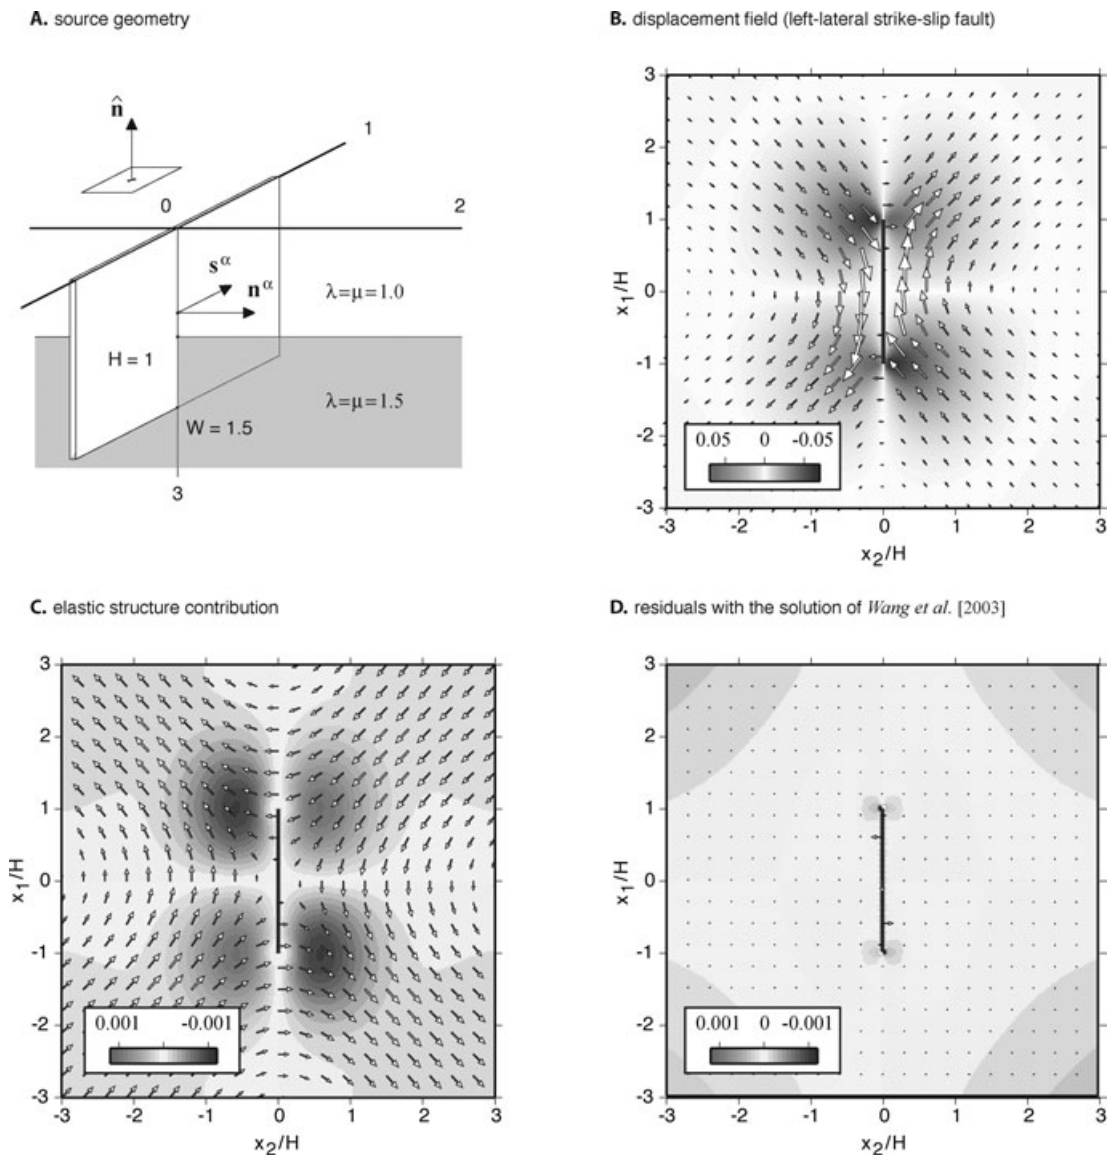 A. source geometry
n̂
1
0
2
s^α
n^α
λ=μ=1.0
H = 1
λ=μ=1.5
W = 1.5
3
B. displacement field (left-lateral strike-slip fault)
3
2
1
0
-1
-2
-3
x₁/H
0.05 0 -0.05
-3 -2 -1 0 1 2 3
x₂/H
C. elastic structure contribution
3
2
1
0
-1
-2
-3
x₁/H
0.001 -0.001
-3 -2 -1 0 1 2 3
x₂/H
D. residuals with the solution of Wang et al. [2003]
3
2
1
0
-1
-2
-3
x₁/H
0.001 0 -0.001
-3 -2 -1 0 1 2 3
x₂/H